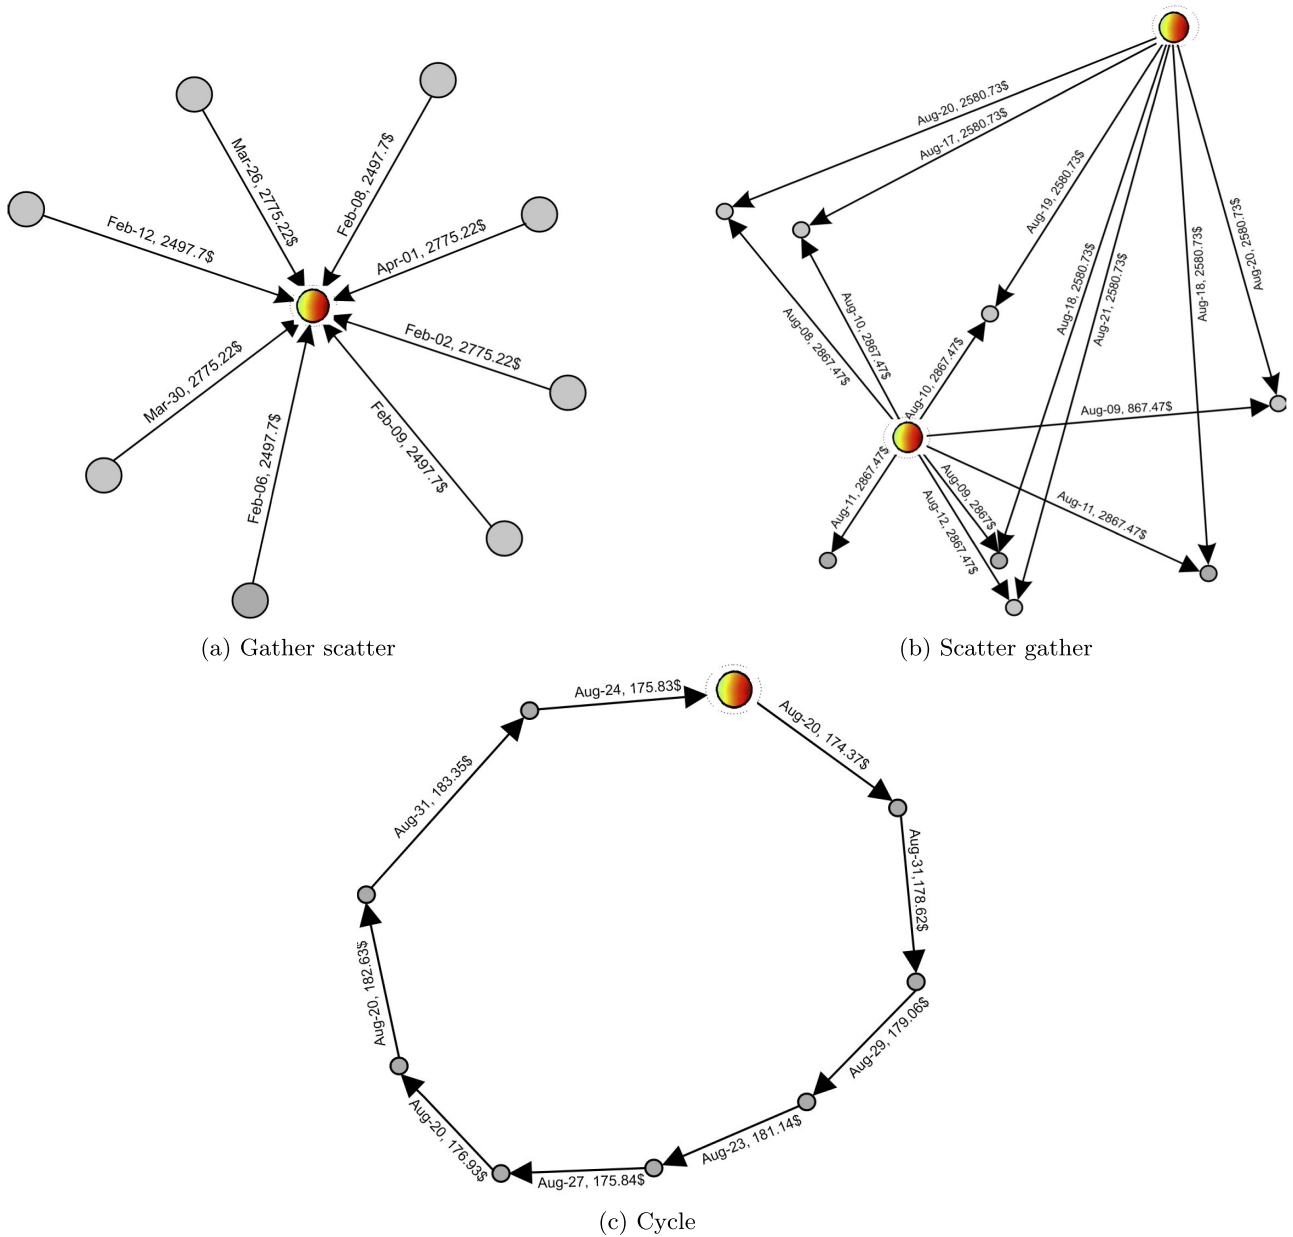 Mar-26, 2775.22$
Feb-08, 2497.7$
Feb-12, 2497.7$
Apr-01, 2775.22$
Feb-02, 2775.22$
Mar-30, 2775.22$
Feb-06, 2497.7$
Feb-09, 2497.7$
(a) Gather scatter
Aug-20, 2580.73$
Aug-17, 2580.73$
Aug-19, 2580.73$
Aug-18, 2580.73$
Aug-21, 2580.73$
Aug-18, 2580.73$
Aug-20, 2580.73$
Aug-08, 2867.47$
Aug-10, 2867.47$
Aug-10, 2867.47$
Aug-09, 867.47$
Aug-11, 2867.47$
Aug-09, 2867$
Aug-12, 2867.47$
Aug-11, 2867.47$
(b) Scatter gather
Aug-24, 175.83$
Aug-20, 174.37$
Aug-31, 183.35$
Aug-31,178.62$
Aug-20, 182.63$
Aug-29, 179.06$
Aug-20, 176.93$
Aug-23, 181.14$
Aug-27, 175.84$
(c) Cycle